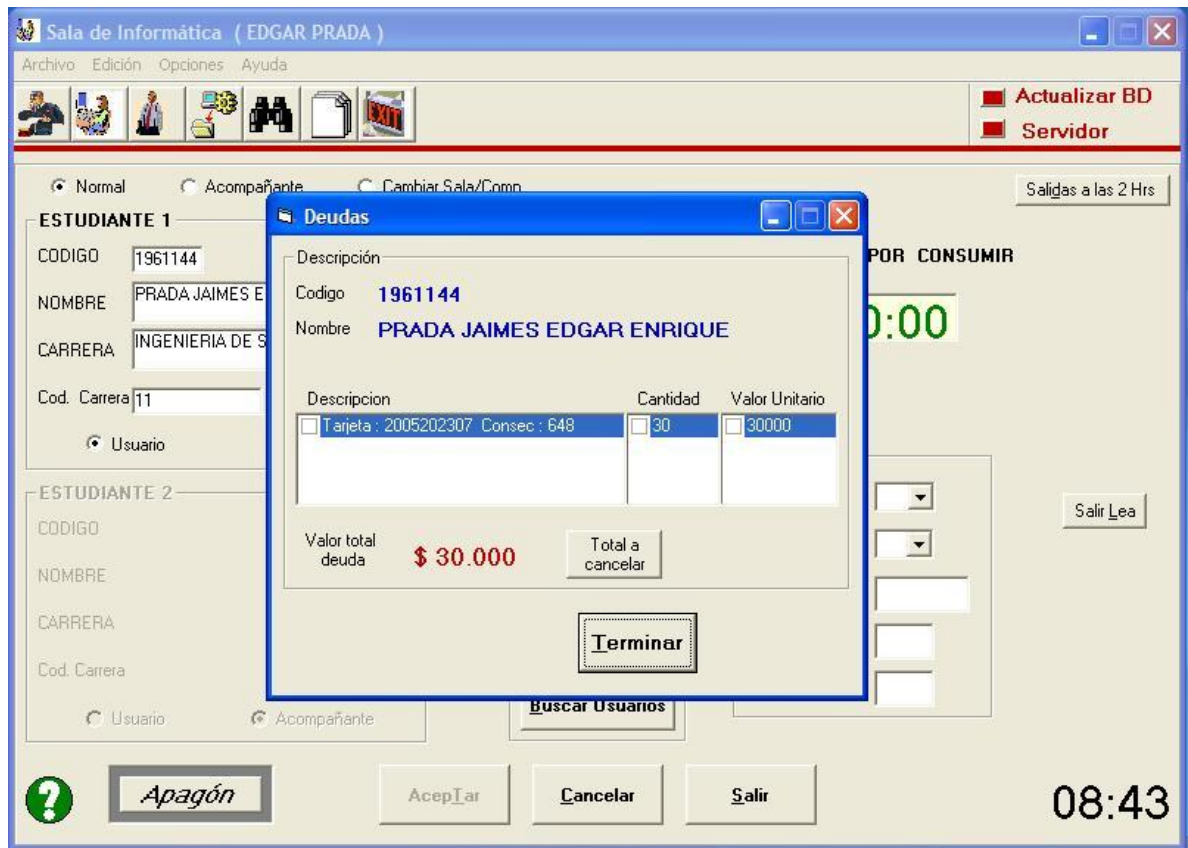 Sala de Informática ( EDGAR PRADA )
Archivo Edición Opciones Ayuda
EXIT
Actualizar BD
Servidor
Normal Acompañante Cambiar Sala/Comp
Salidas a las 2 Hrs
ESTUDIANTE 1
CODIGO 1961144
NOMBRE PRADA JAIMES E
CARRERA INGENIERIA DE S
Cod. Carrera 11
Usuario
ESTUDIANTE 2
CODIGO
NOMBRE
CARRERA
Cod. Carrera
Usuario Acompañante
Deudas
Descripción
Codigo 1961144
Nombre PRADA JAIMES EDGAR ENRIQUE
Descripcion Cantidad Valor Unitario
Tarjeta : 2005202307 Consec : 648 30 30000
Valor total
deuda
$ 30.000
Total a
cancelar
Terminar
POR CONSUMIR
0:00
Salir Lea
Buscar Usuarios
? Apagón AcepTar Cancelar Salir 08:43